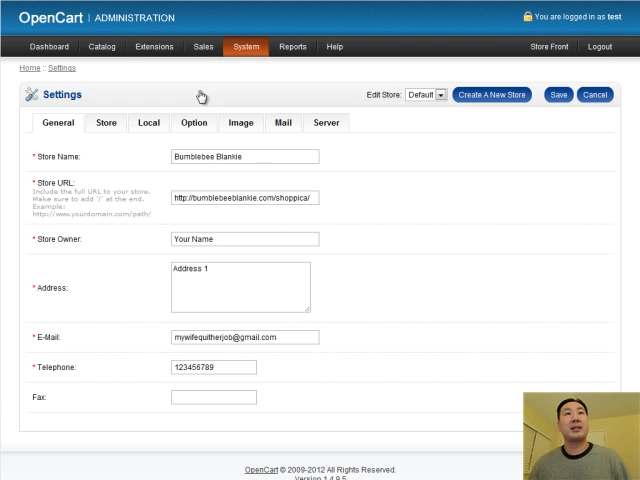 OpenCart | ADMINISTRATION
You are logged in as test
Dashboard Catalog Extensions Sales System Reports Help Store Front Logout
Home :: Settings
Settings Edit Store: Default Create A New Store Save Cancel
General Store Local Option Image Mail Server
* Store Name: Bumblebee Blankie
* Store URL: http://bumblebeeblankie.com/shoppica/
Include the full URL to your store.
Make sure to add '/' at the end.
Example:
http://www.yourdomain.com/path/
* Store Owner: Your Name
* Address: Address 1
* E-Mail: mywifequitherjob@gmail.com
* Telephone: 123456789
Fax:
OpenCart © 2009-2012 All Rights Reserved.
Version 1.4.9.5